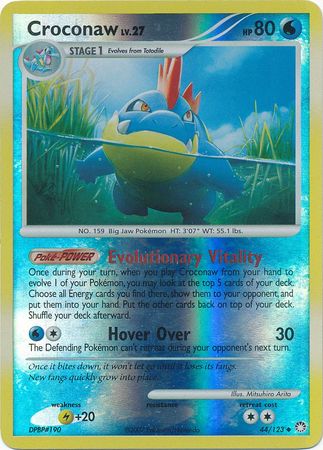 Croconaw LV.27 HP 80
STAGE 1 Evolves from Totodile
NO. 159 Big Jaw Pokémon HT: 3'07" WT: 55.1 lbs.
Poké-POWER Evolutionary Vitality
Once during your turn, when you play Croconaw from your hand to
evolve 1 of your Pokémon, you may look at the top 5 cards of your deck.
Choose all Energy cards you find there, show them to your opponent, and
put them into your hand. Put the other cards back on top of your deck.
Shuffle your deck afterward.
Hover Over 30
The Defending Pokémon can't retreat during your opponent's next turn.
Once it bites down, it won't let go until it loses its fangs.
New fangs quickly grow into place.
Illus. Mitsuhiro Arita
weakness resistance retreat cost
+20
DPBP#190 ©2007 Pokémon/Nintendo 44/123